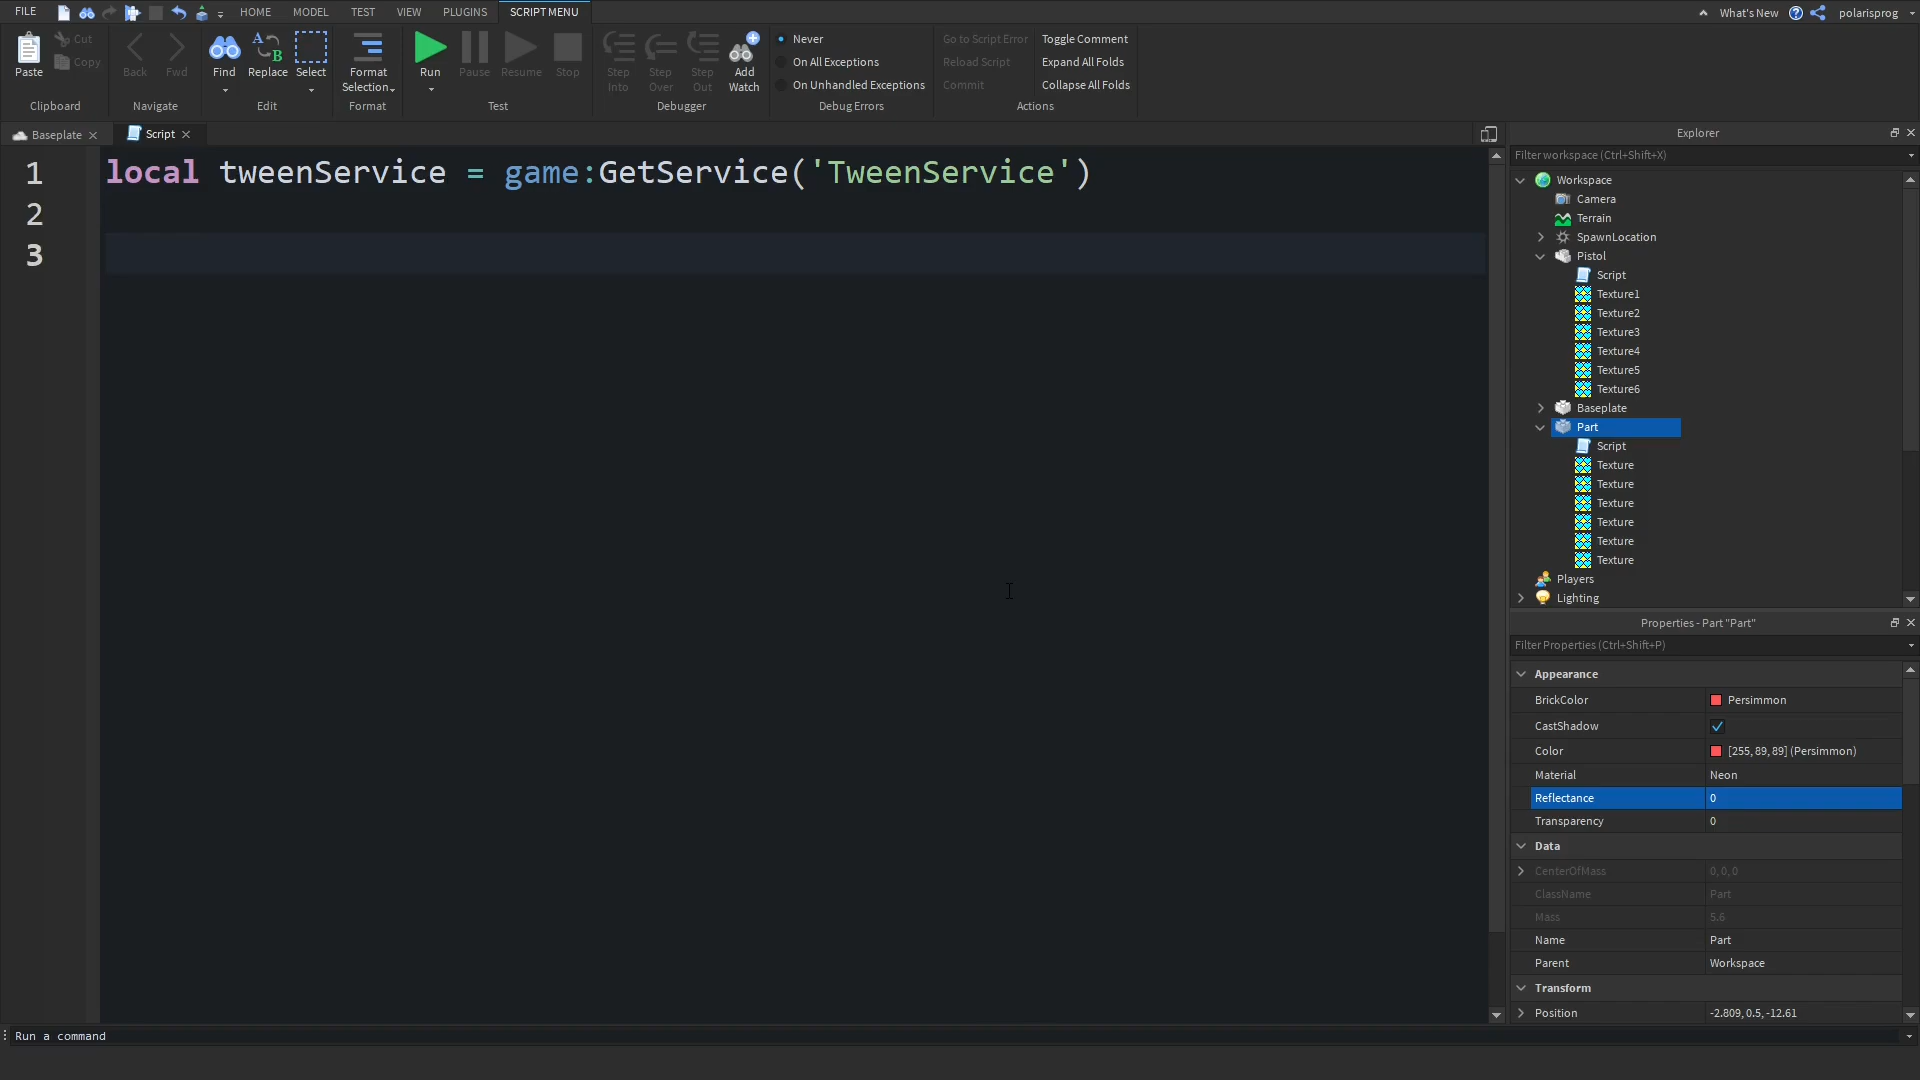 FILE HOME MODEL TEST VIEW PLUGINS SCRIPT MENU What's New polarisprog
Paste Cut Copy Back Fwd Find Replace Select Format Selection Run Pause Resume Stop Step Into Step Over Step Out Add Watch
Never
On All Exceptions
On Unhandled Exceptions
Go to Script Error Toggle Comment
Reload Script Expand All Folds
Commit Collapse All Folds
Clipboard Navigate Edit Format Test Debugger Debug Errors Actions
Baseplate Script
1 local tweenService = game:GetService('TweenService')
2
3
Explorer
Filter workspace (Ctrl+Shift+X)
Workspace
Camera
Terrain
SpawnLocation
Pistol
Script
Texture1
Texture2
Texture3
Texture4
Texture5
Texture6
Baseplate
Part
Script
Texture
Texture
Texture
Texture
Texture
Texture
Players
Lighting
Properties - Part "Part"
Filter Properties (Ctrl+Shift+P)
Appearance
BrickColor Persimmon
CastShadow
Color [255, 89, 89] (Persimmon)
Material Neon
Reflectance 0
Transparency 0
Data
CenterOfMass 0, 0, 0
ClassName Part
Mass 5.6
Name Part
Parent Workspace
Transform
Position -2.809, 0.5, -12.61
Run a command